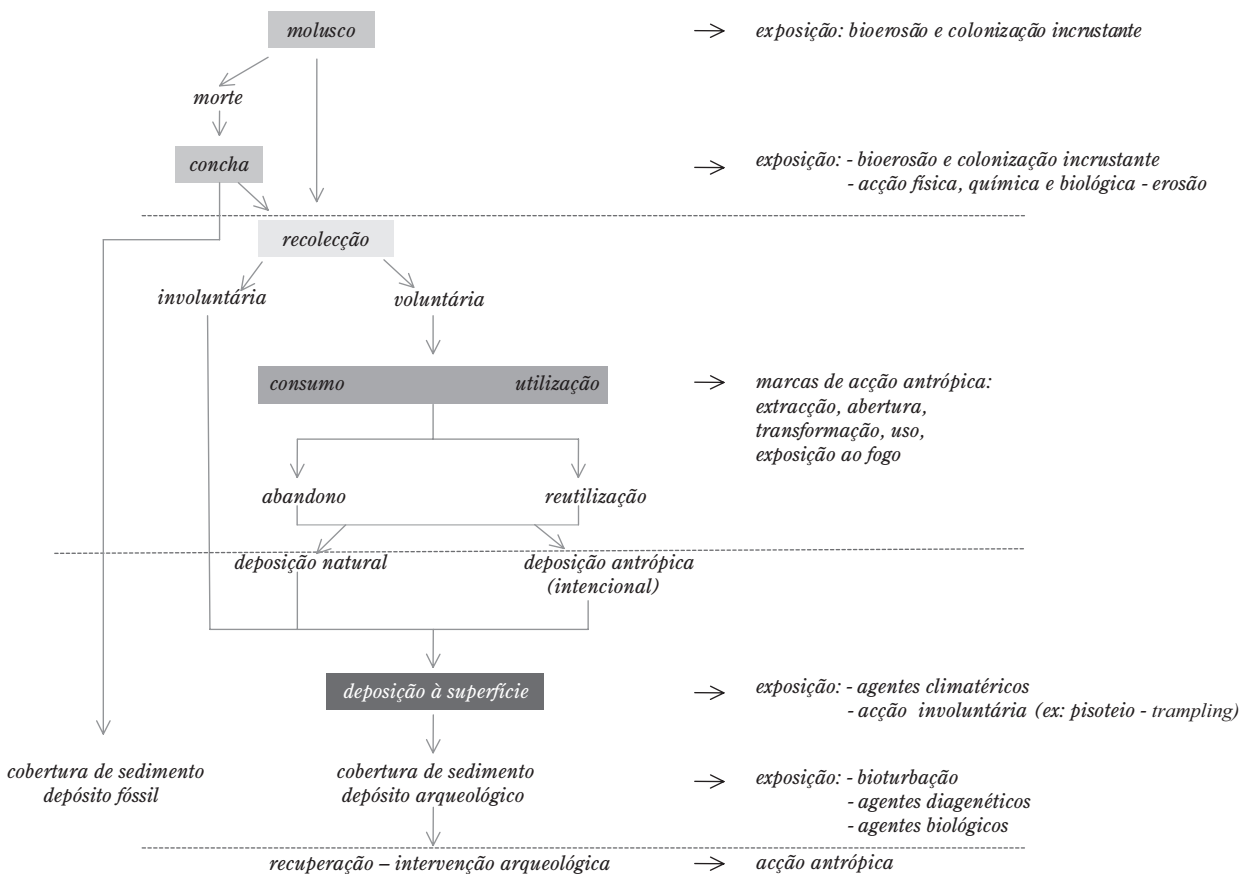 molusco
exposição: bioerosão e colonização incrustante
morte
concha
exposição: - bioerosão e colonização incrustante
- acção física, química e biológica - erosão
recolecção
involuntária
voluntária
consumo
utilização
marcas de acção antrópica:
extracção, abertura,
transformação, uso,
exposição ao fogo
abandono
reutilização
deposição natural
deposição antrópica
(intencional)
deposição à superfície
exposição: - agentes climatéricos
- acção involuntária (ex: pisoteio - trampling)
cobertura de sedimento
depósito fóssil
cobertura de sedimento
depósito arqueológico
exposição: - bioturbação
- agentes diagenéticos
- agentes biológicos
recuperação – intervenção arqueológica
acção antrópica